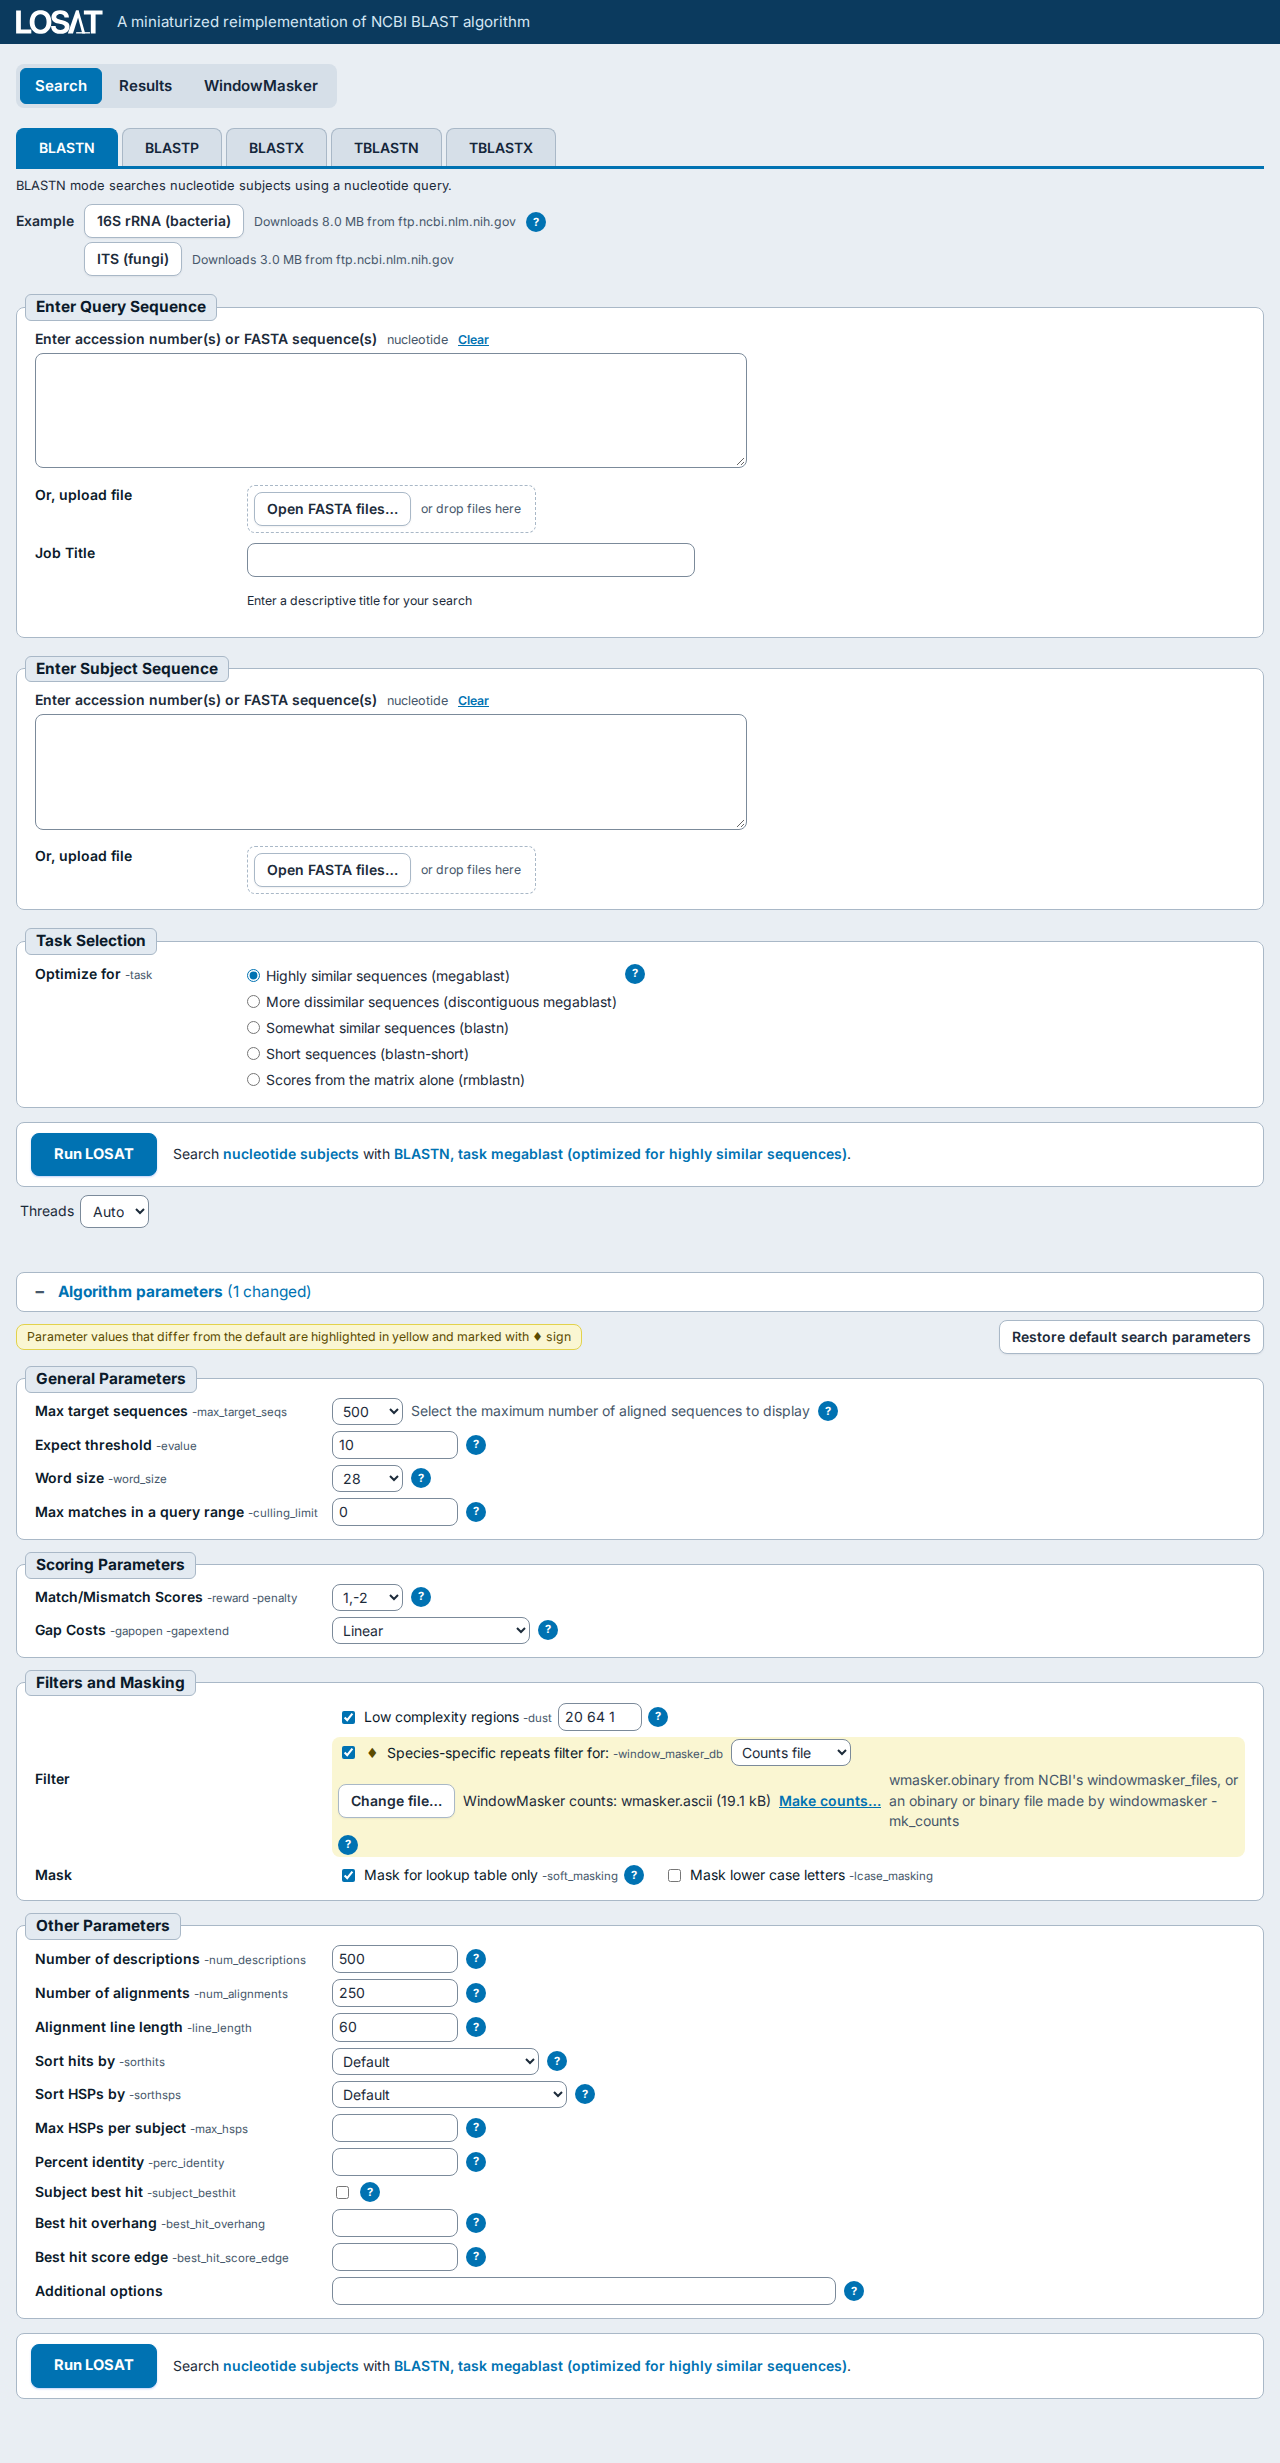 LOSAT A miniaturized reimplementation of NCBI BLAST algorithm
Search Results WindowMasker
BLASTN BLASTP BLASTX TBLASTN TBLASTX
BLASTN mode searches nucleotide subjects using a nucleotide query.
Example 16S rRNA (bacteria) Downloads 8.0 MB from ftp.ncbi.nlm.nih.gov ?
ITS (fungi) Downloads 3.0 MB from ftp.ncbi.nlm.nih.gov
Enter Query Sequence
Enter accession number(s) or FASTA sequence(s) nucleotide Clear
Or, upload file Open FASTA files... or drop files here
Job Title
Enter a descriptive title for your search
Enter Subject Sequence
Enter accession number(s) or FASTA sequence(s) nucleotide Clear
Or, upload file Open FASTA files... or drop files here
Task Selection
Optimize for -task Highly similar sequences (megablast) ?
More dissimilar sequences (discontiguous megablast)
Somewhat similar sequences (blastn)
Short sequences (blastn-short)
Scores from the matrix alone (rmblastn)
Run LOSAT Search nucleotide subjects with BLASTN, task megablast (optimized for highly similar sequences).
Threads Auto
− Algorithm parameters (1 changed)
Parameter values that differ from the default are highlighted in yellow and marked with ♦ sign Restore default search parameters
General Parameters
Max target sequences -max_target_seqs 500 Select the maximum number of aligned sequences to display ?
Expect threshold -evalue 10 ?
Word size -word_size 28 ?
Max matches in a query range -culling_limit 0 ?
Scoring Parameters
Match/Mismatch Scores -reward -penalty 1,-2 ?
Gap Costs -gapopen -gapextend Linear ?
Filters and Masking
Low complexity regions -dust 20 64 1 ?
♦ Species-specific repeats filter for: -window_masker_db Counts file
Filter
Change file... WindowMasker counts: wmasker.ascii (19.1 kB) Make counts... wmasker.obinary from NCBI's windowmasker_files, or
an obinary or binary file made by windowmasker -
mk_counts
?
Mask Mask for lookup table only -soft_masking ? Mask lower case letters -lcase_masking
Other Parameters
Number of descriptions -num_descriptions 500 ?
Number of alignments -num_alignments 250 ?
Alignment line length -line_length 60 ?
Sort hits by -sorthits Default ?
Sort HSPs by -sorthsps Default ?
Max HSPs per subject -max_hsps ?
Percent identity -perc_identity ?
Subject best hit -subject_besthit ?
Best hit overhang -best_hit_overhang ?
Best hit score edge -best_hit_score_edge ?
Additional options ?
Run LOSAT Search nucleotide subjects with BLASTN, task megablast (optimized for highly similar sequences).